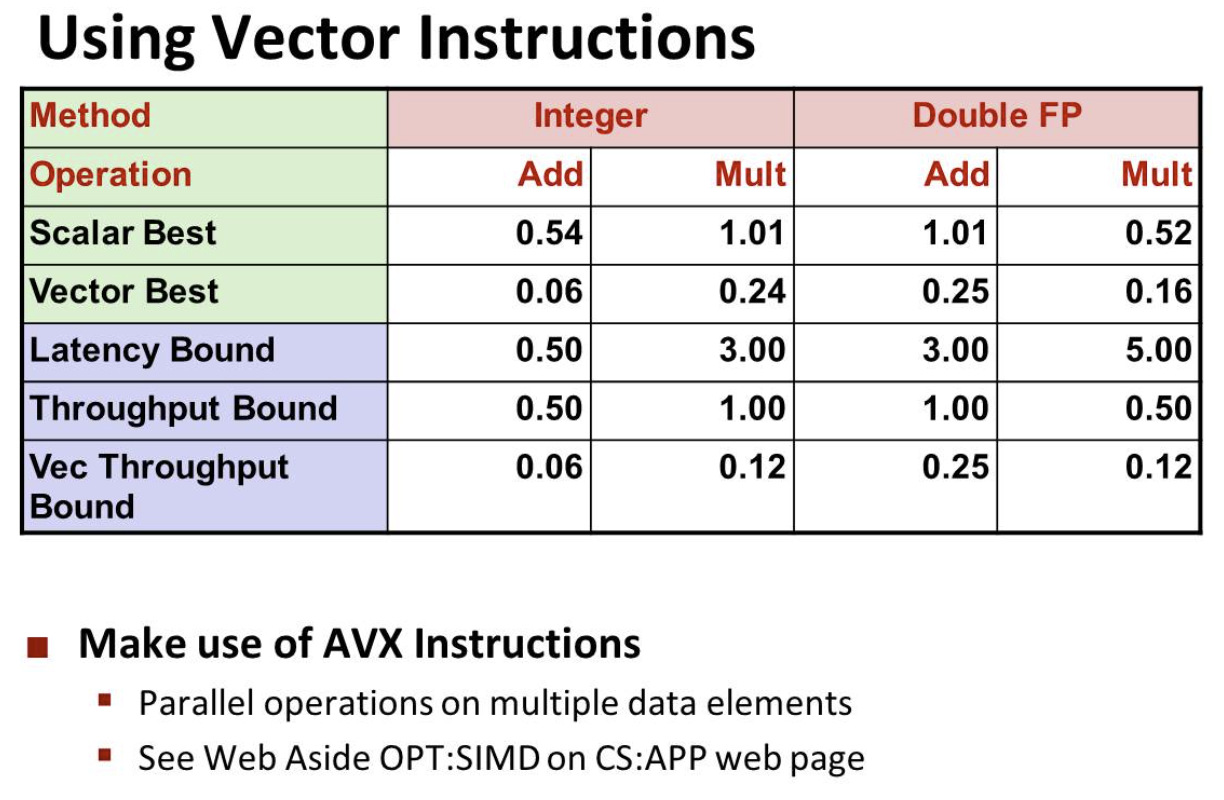 Using Vector Instructions
Method Integer Double FP
Operation Add Mult Add Mult
Scalar Best 0.54 1.01 1.01 0.52
Vector Best 0.06 0.24 0.25 0.16
Latency Bound 0.50 3.00 3.00 5.00
Throughput Bound 0.50 1.00 1.00 0.50
Vec Throughput 0.06 0.12 0.25 0.12
Bound
Make use of AVX Instructions
Parallel operations on multiple data elements
See Web Aside OPT:SIMD on CS:APP web page